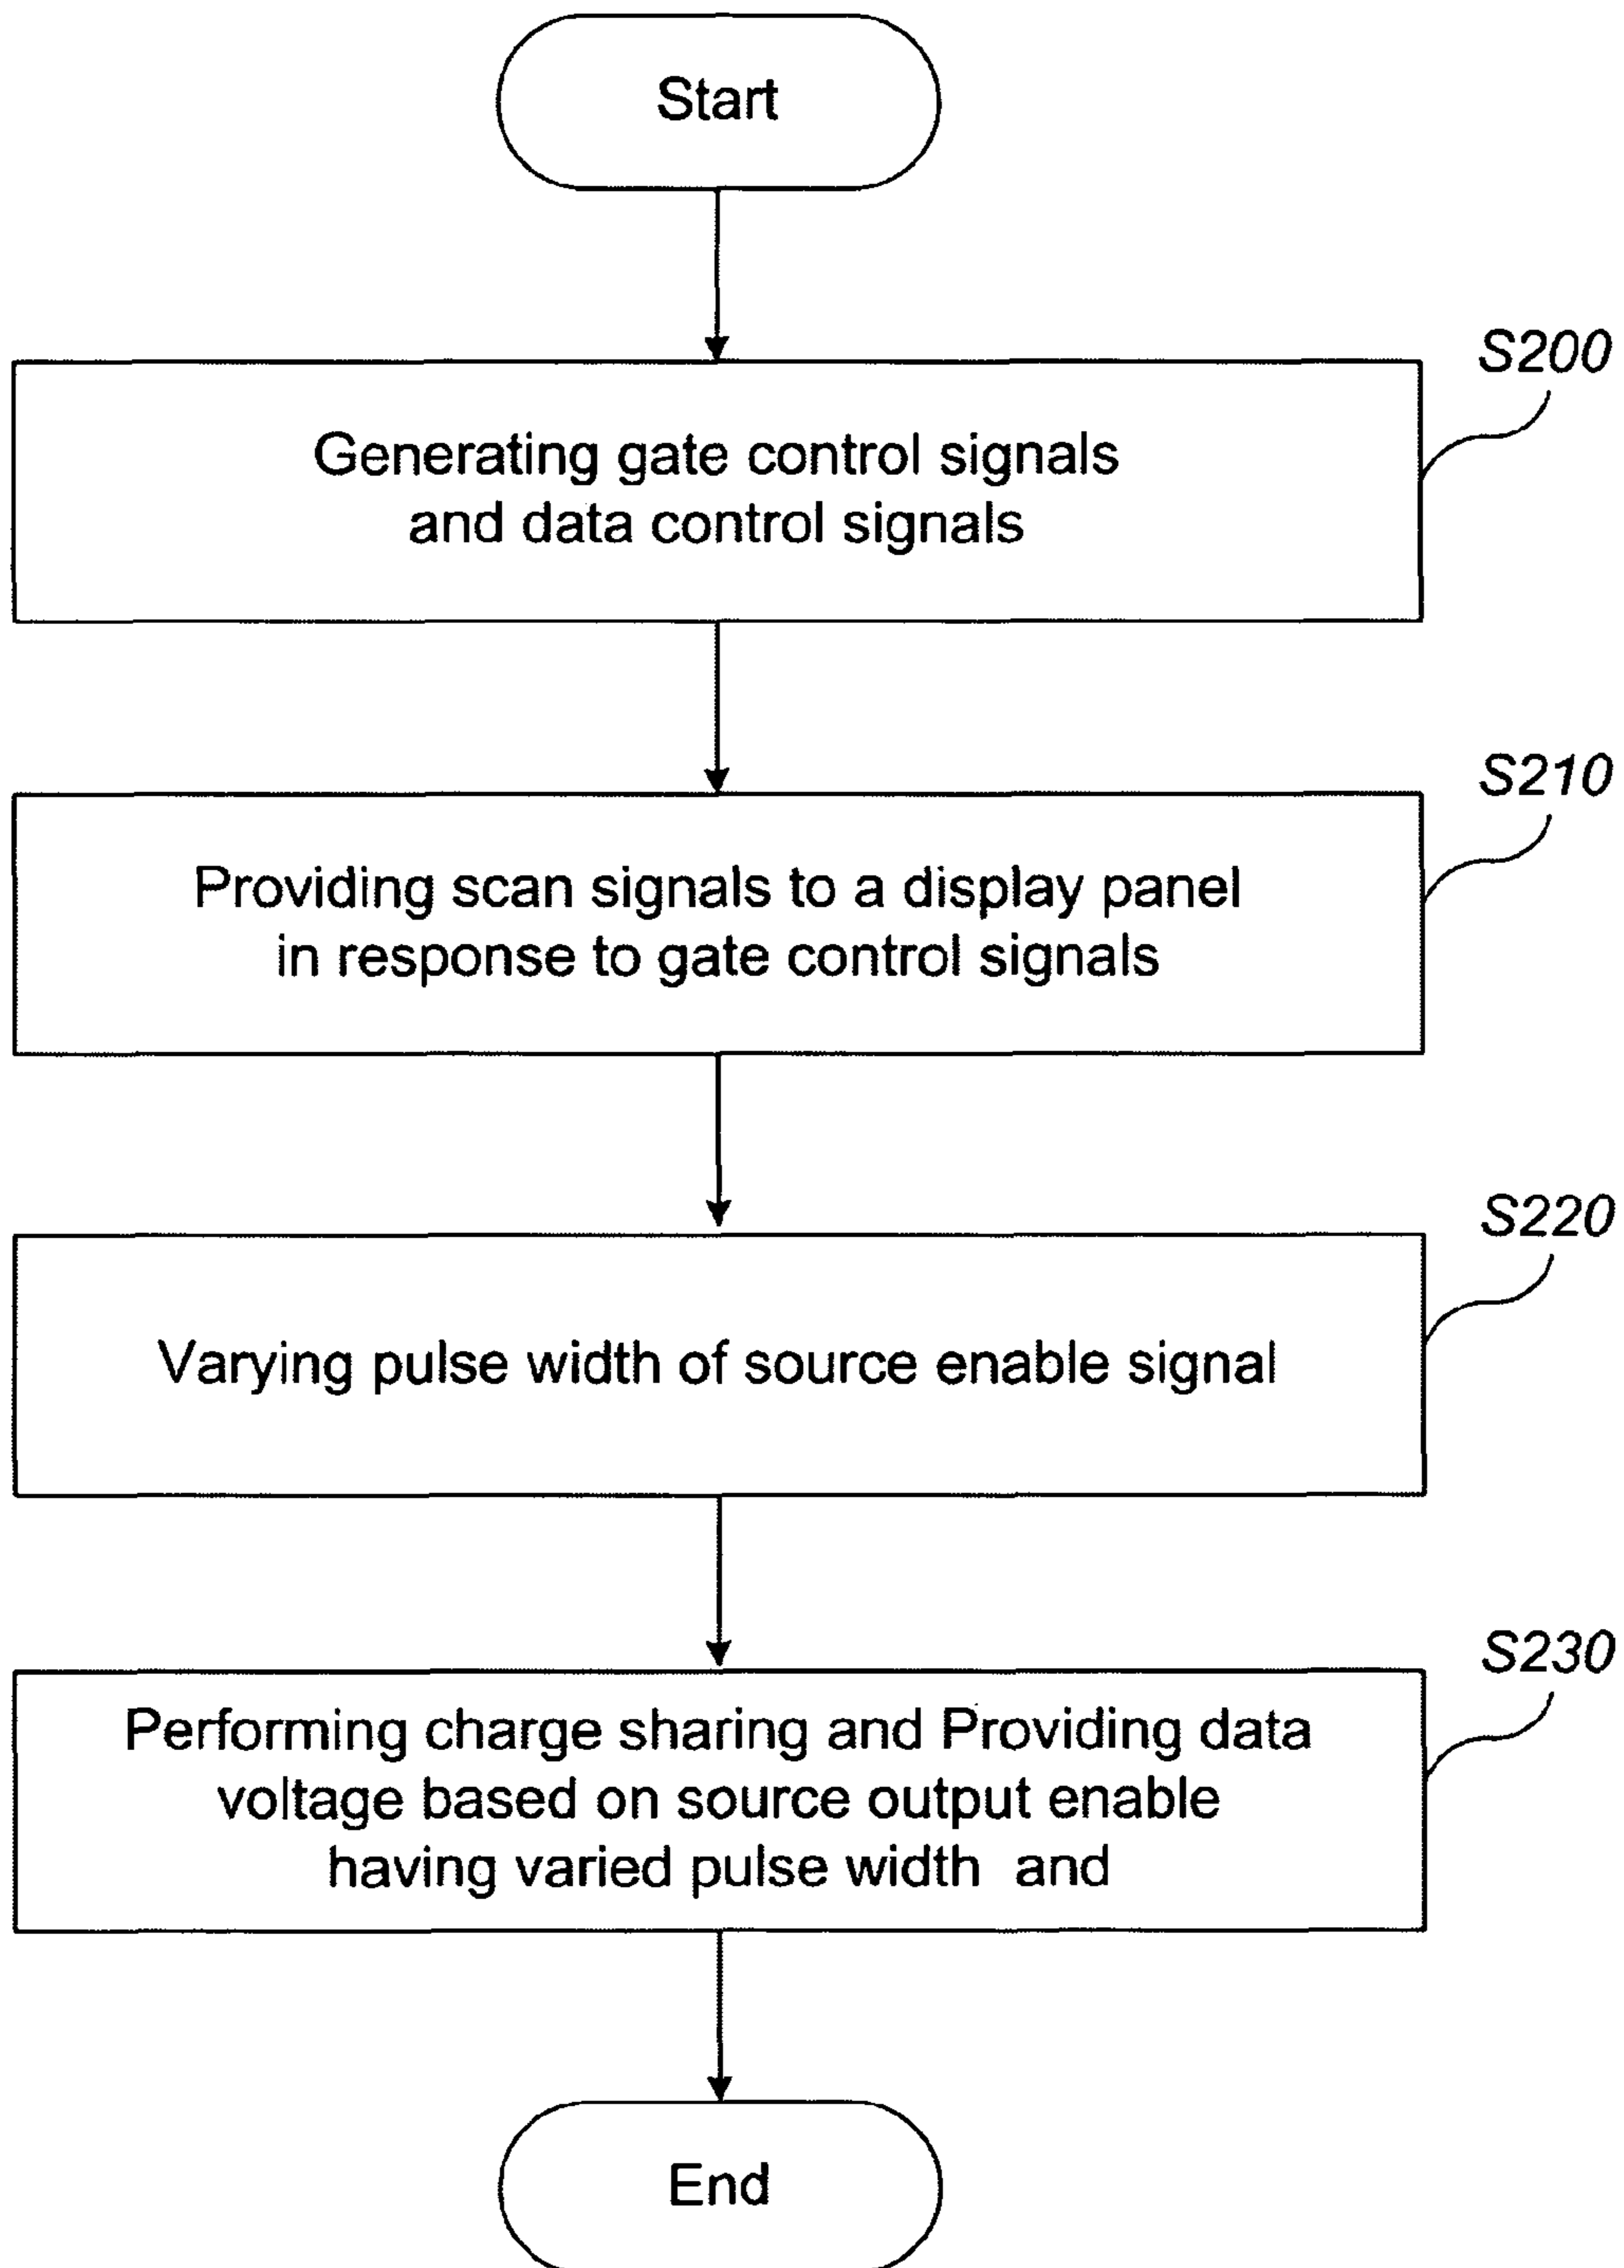 Start
S200
Generating gate control signals
and data control signals
S210
Providing scan signals to a display panel
in response to gate control signals
S220
Varying pulse width of source enable signal
S230
Performing charge sharing and Providing data
voltage based on source output enable
having varied pulse width and
End